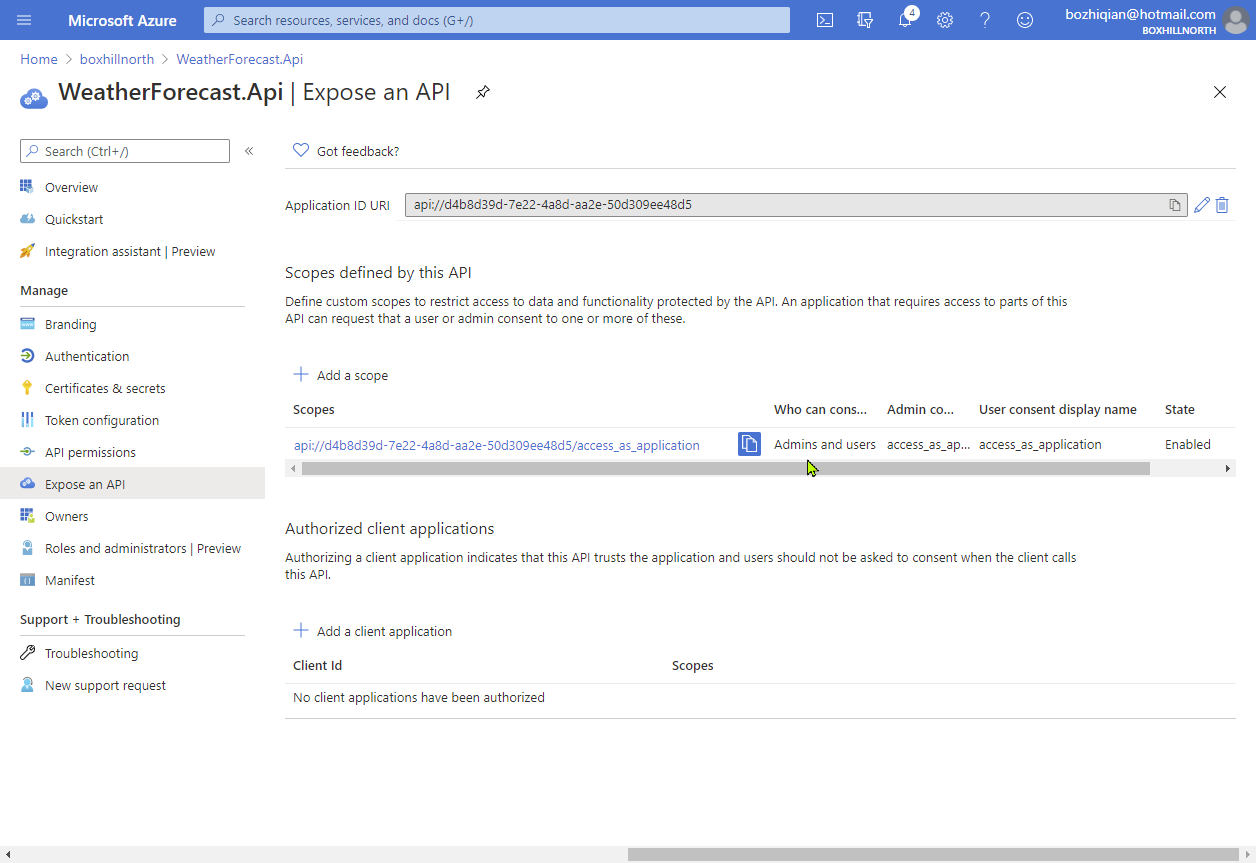 Microsoft Azure
Search resources, services, and docs (G+/)
4
bozhiqian@hotmail.com
BOXHILLNORTH
Home > boxhillnorth > WeatherForecast.Api
WeatherForecast.Api | Expose an API
Search (Ctrl+/)
«
Overview
Quickstart
Integration assistant | Preview
Manage
Branding
Authentication
Certificates & secrets
Token configuration
API permissions
Expose an API
Owners
Roles and administrators | Preview
Manifest
Support + Troubleshooting
Troubleshooting
New support request
Got feedback?
Application ID URI
api://d4b8d39d-7e22-4a8d-aa2e-50d309ee48d5
Scopes defined by this API
Define custom scopes to restrict access to data and functionality protected by the API. An application that requires access to parts of this
API can request that a user or admin consent to one or more of these.
Add a scope
Scopes Who can cons... Admin co... User consent display name State
api://d4b8d39d-7e22-4a8d-aa2e-50d309ee48d5/access_as_application Admins and users access_as_ap... access_as_application Enabled
Authorized client applications
Authorizing a client application indicates that this API trusts the application and users should not be asked to consent when the client calls
this API.
Add a client application
Client Id Scopes
No client applications have been authorized